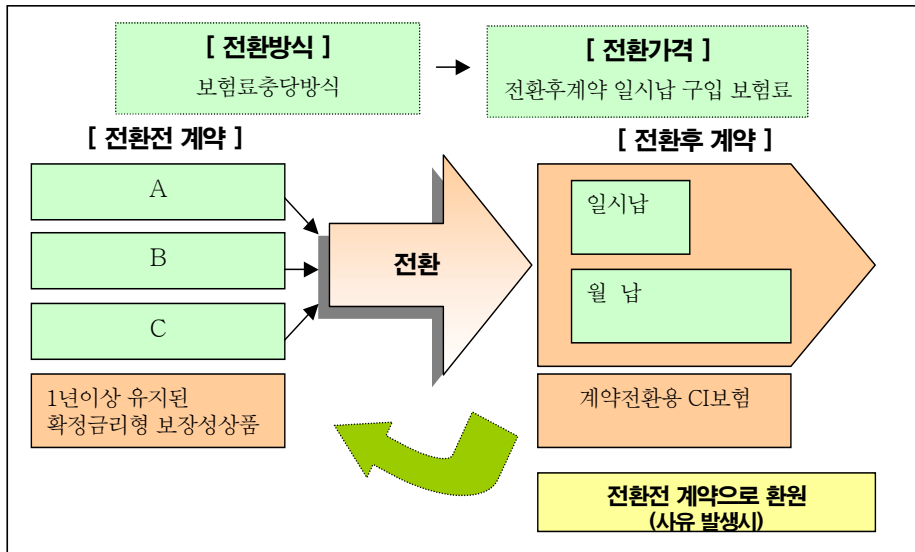 [ 전환방식 ]
보험료충당방식
[ 전환가격 ]
전환후계약 일시납 구입 보험료
[ 전환전 계약 ]
[ 전환후 계약 ]
A
B
C
전환
일시납
월 납
1년이상 유지된
확정금리형 보장성상품
계약전환용 CI보험
전환전 계약으로 환원
(사유 발생시)